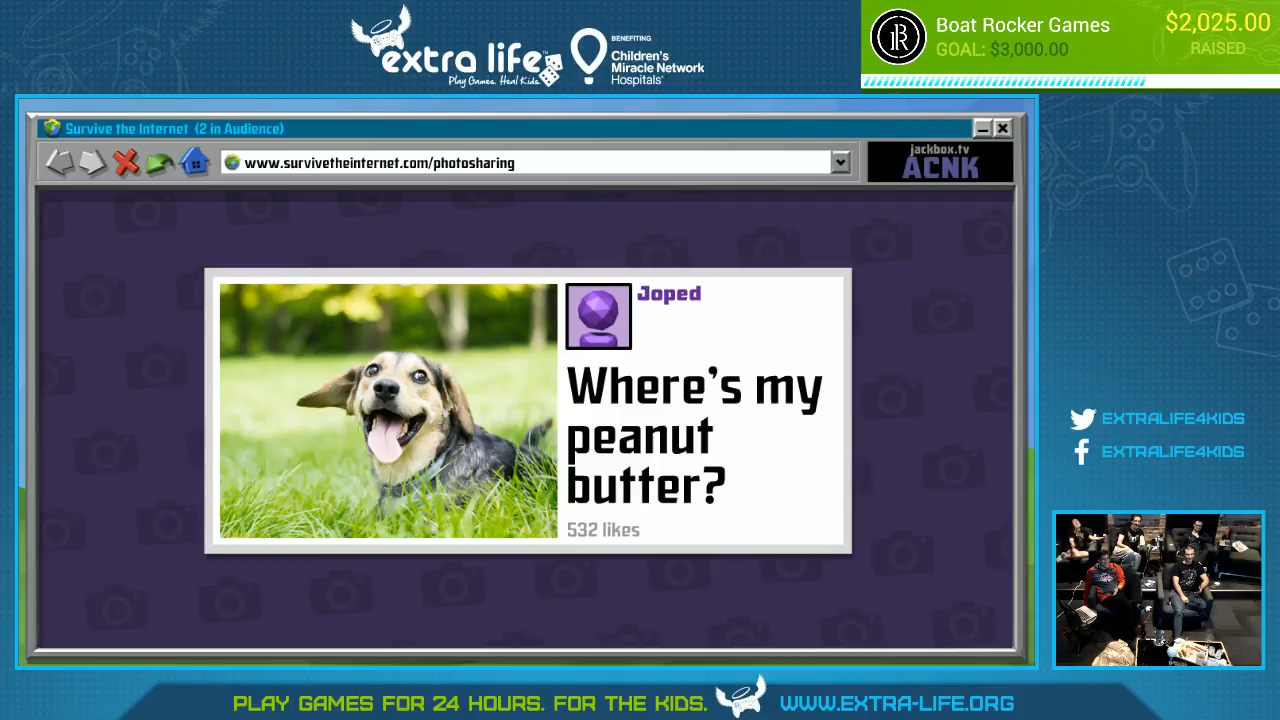 extra life™
Play Games. Heal Kids.
BENEFITING
Children's
Miracle Network
Hospitals
Boat Rocker Games
GOAL: $3,000.00
$2,025.00
RAISED
Survive the Internet (2 in Audience)
www.survivetheinternet.com/photosharing
jackbox.tv
ACNK
Joped
Where's my
peanut
butter?
532 likes
EXTRALIFE4KIDS
EXTRALIFE4KIDS
PLAY GAMES FOR 24 HOURS. FOR THE KIDS.
WWW.EXTRA-LIFE.ORG